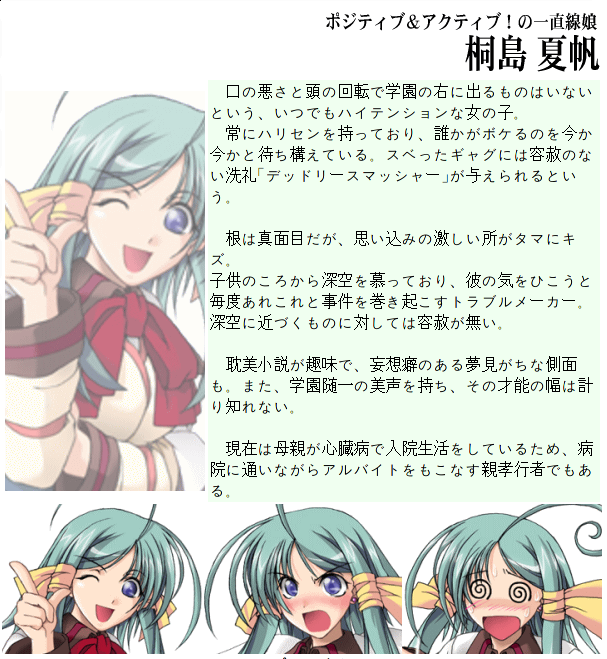 ポジティブ＆アクティブ！の一直線娘
桐島 夏帆
口の悪さと頭の回転で学園の右に出るものはいない
という、いつでもハイテンションな女の子。
常にハリセンを持っており、誰かがボケるのを今か
今かと待ち構えている。スベったギャグには容赦のな
い洗礼｢デッドリースマッシャー｣が与えられるとい
う。
根は真面目だが、思い込みの激しい所がタマにキ
ズ。
子供のころから深空を慕っており、彼の気をひこうと
毎度あれこれと事件を巻き起こすトラブルメーカー。
深空に近づくものに対しては容赦が無い。
耽美小説が趣味で、妄想癖のある夢見がちな側面
も。また、学園随一の美声を持ち、その才能の幅は計
り知れない。
現在は母親が心臓病で入院生活をしているため、病
院に通いながらアルバイトをもこなす親孝行者でもあ
る。